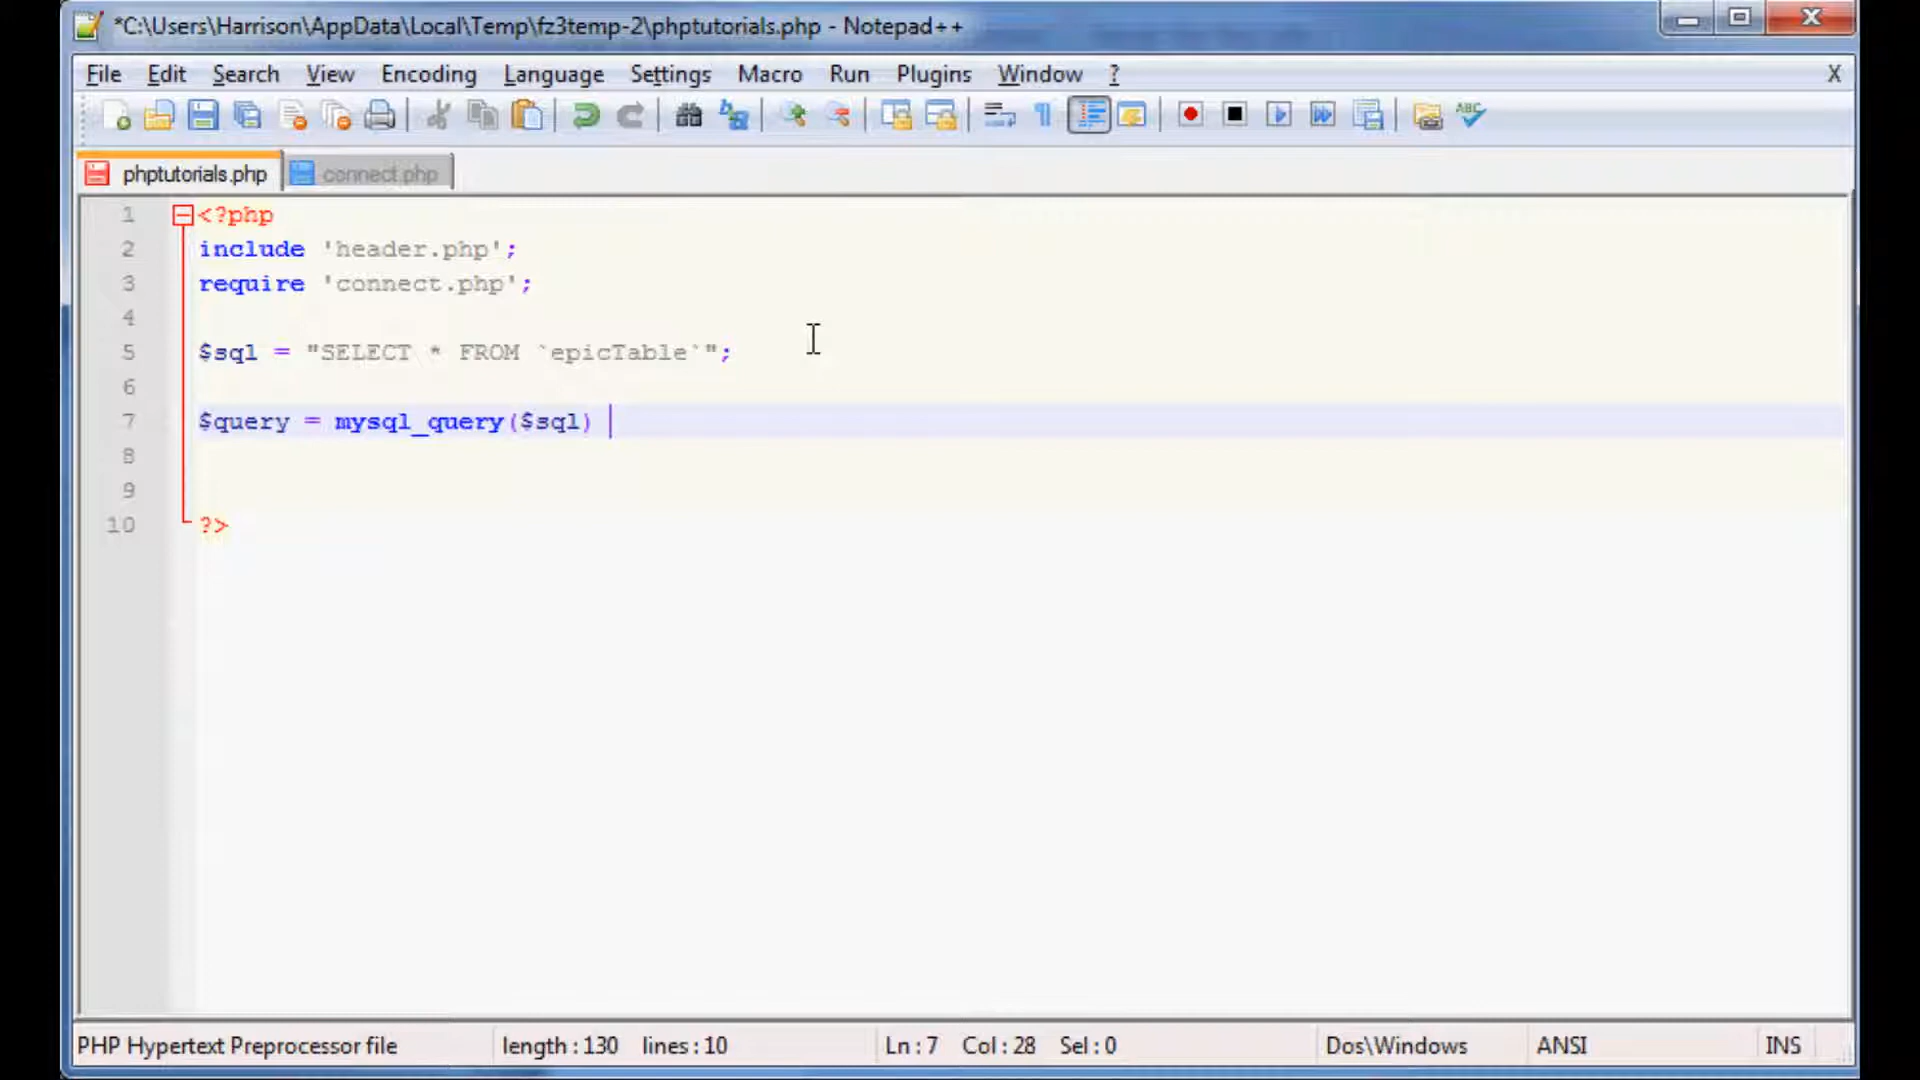 *C:\Users\Harrison\AppData\Local\Temp\fz3temp-2\phptutorials.php - Notepad++
File Edit Search View Encoding Language Settings Macro Run Plugins Window ? X
phptutorials.php connect.php
1 <?php
2 include 'header.php';
3 require 'connect.php';
4
5 $sql = "SELECT * FROM `epicTable`";
6
7 $query = mysql_query($sql)
8
9
10 ?>
PHP Hypertext Preprocessor file length : 130 lines : 10 Ln : 7 Col : 28 Sel : 0 Dos\Windows ANSI INS